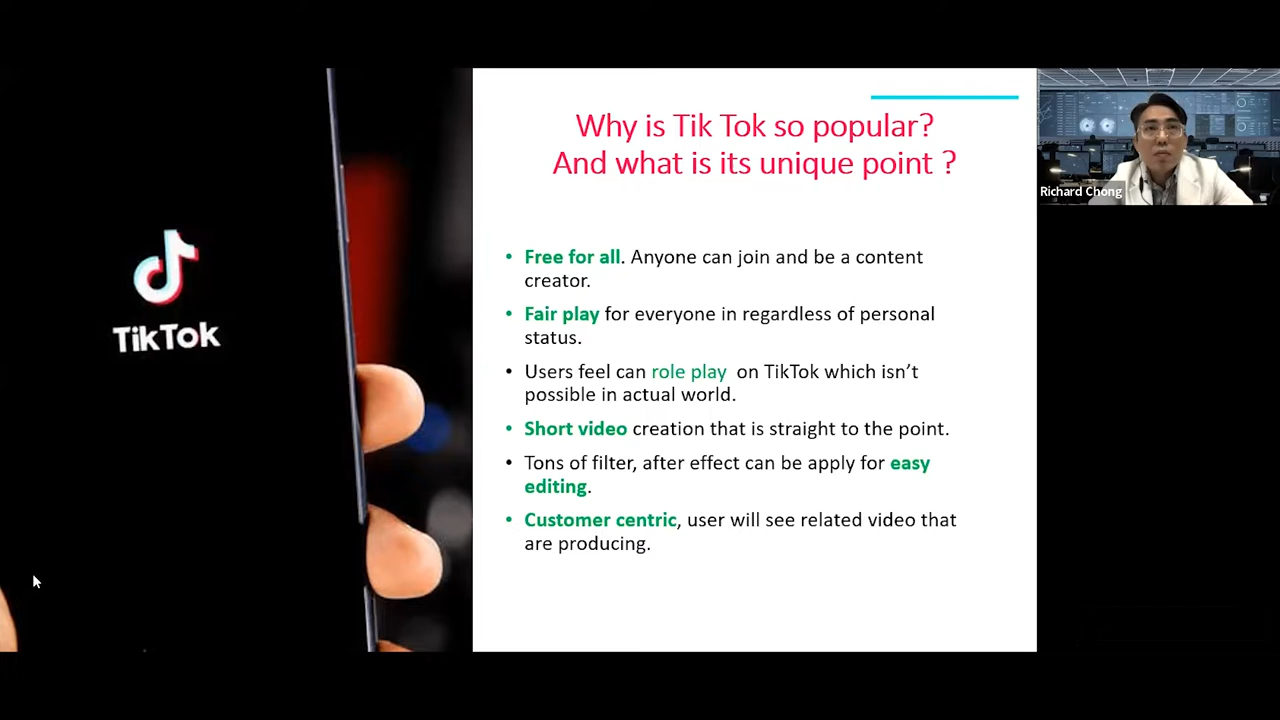 TikTok
Why is Tik Tok so popular?
And what is its unique point ?
• Free for all. Anyone can join and be a content
creator.
• Fair play for everyone in regardless of personal
status.
• Users feel can role play  on TikTok which isn’t
possible in actual world.
• Short video creation that is straight to the point.
• Tons of filter, after effect can be apply for easy
editing.
• Customer centric, user will see related video that
are producing.
Richard Chong